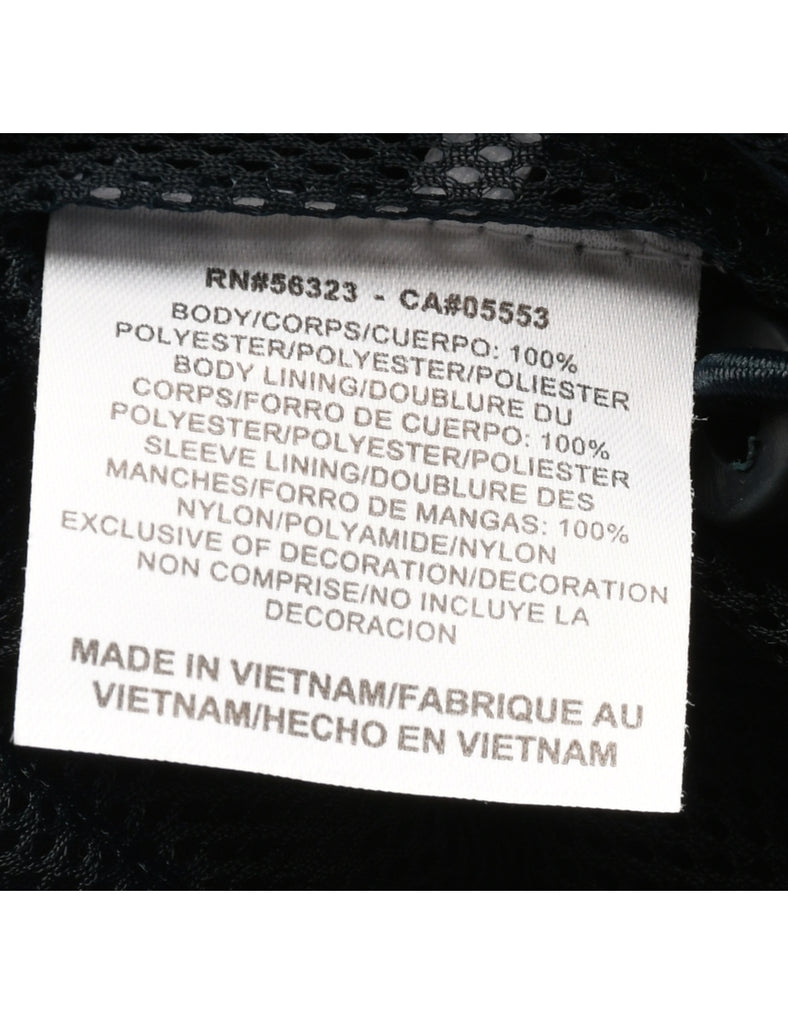 RN#56323 - CA#05553
BODY/CORPS/CUERPO: 100%
POLYESTER/POLYESTER/POLIESTER
BODY LINING/DOUBLURE DU
CORPS/FORRO DE CUERPO: 100%
POLYESTER/POLYESTER/POLIESTER
SLEEVE LINING/DOUBLURE DES
MANCHES/FORRO DE MANGAS: 100%
NYLON/POLYAMIDE/NYLON
EXCLUSIVE OF DECORATION/DECORATION
NON COMPRISE/NO INCLUYE LA
DECORACION
MADE IN VIETNAM/FABRIQUE AU
VIETNAM/HECHO EN VIETNAM